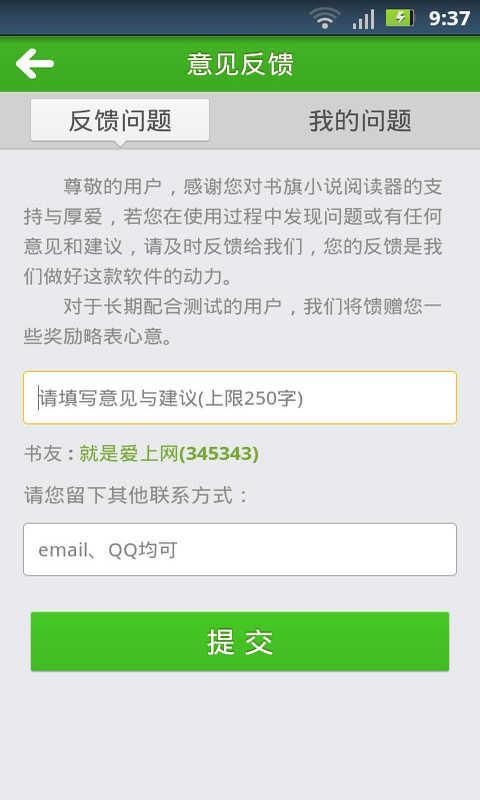 9:37
意见反馈
反馈问题
我的问题
尊敬的用户，感谢您对书旗小说阅读器的支
持与厚爱，若您在使用过程中发现问题或有任何
意见和建议，请及时反馈给我们，您的反馈是我
们做好这款软件的动力。
对于长期配合测试的用户，我们将馈赠您一
些奖励略表心意。
请填写意见与建议(上限250字)
书友：就是爱上网(345343)
请您留下其他联系方式：
email、QQ均可
提 交